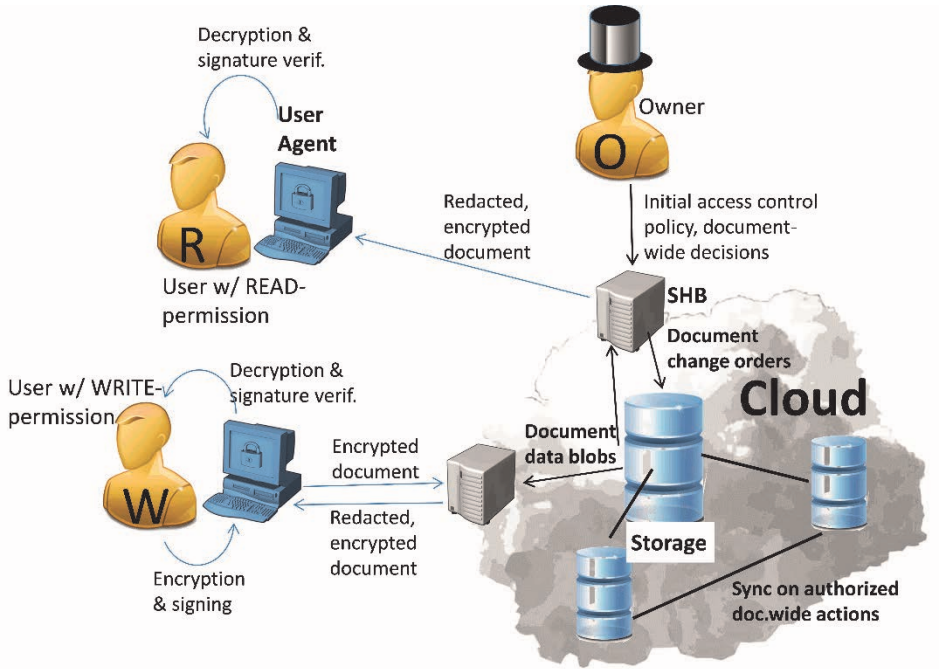 Decryption &
signature verif.
User
Agent
R
User w/ READ-
permission
Owner
O
Redacted,
encrypted
document
Initial access control
policy, document-
wide decisions
SHB
Document
change orders
Cloud
User w/ WRITE-
permission
Decryption &
signature verif.
W
Encryption
& signing
Encrypted
document
Redacted,
encrypted
document
Document
data blobs
Storage
Sync on authorized
doc.wide actions